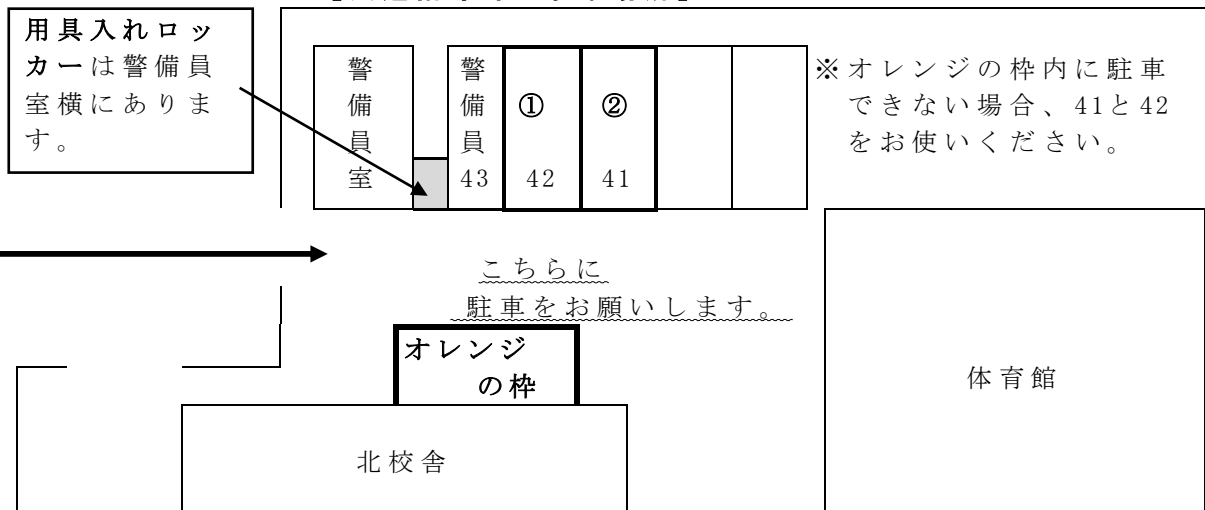 用具入れロッ
カーは警備員
室横にありま
す。
警備員室
警備員
43
①
42
②
41
※オレンジの枠内に駐車
できない場合、41と42
をお使いください。
こちらに
駐車をお願いします。
オレンジ
の枠
北校舎
体育館